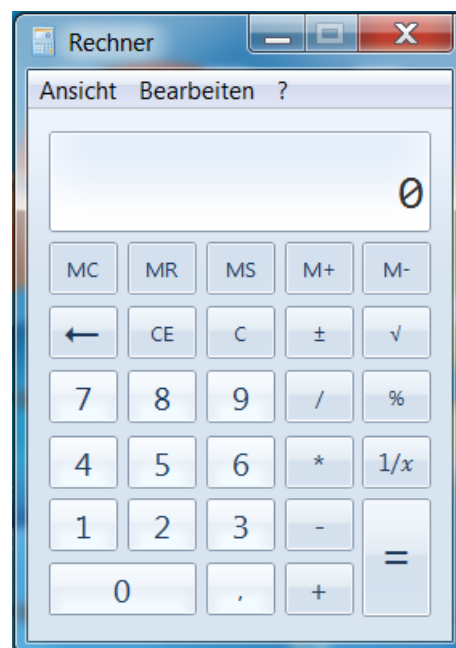 Rechner
Ansicht Bearbeiten ?
0
MC MR MS M+ M-
← CE C ± √
7 8 9 / %
4 5 6 * 1/x
1 2 3 -
=
0 , +